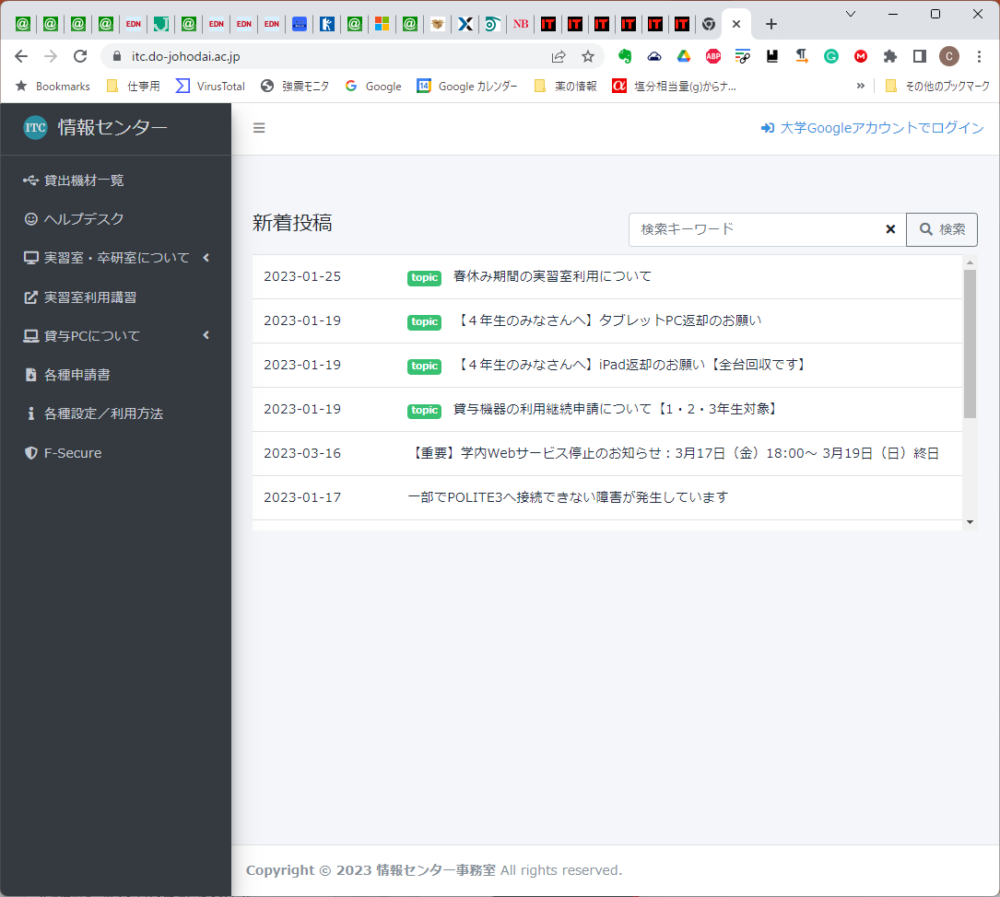 @ @ @ @ EDN @ EDN EDN EDN @ @ X NB IT IT IT IT IT IT
itc.do-johodai.ac.jp
ABP G M C
Bookmarks 仕事用 VirusTotal 強震モニタ Google 14 Google カレンダー 薬の情報 塩分相当量(g)からナ... » その他のブックマーク
ITC 情報センター
大学Googleアカウントでログイン
貸出機材一覧
ヘルプデスク
実習室・卒研室について
実習室利用講習
貸与PCについて
各種申請書
各種設定／利用方法
F-Secure
新着投稿
検索キーワード
検索
2023-01-25 topic 春休み期間の実習室利用について
2023-01-19 topic 【４年生のみなさんへ】タブレットPC返却のお願い
2023-01-19 topic 【４年生のみなさんへ】iPad返却のお願い【全台回収です】
2023-01-19 topic 貸与機器の利用継続申請について【1・2・3年生対象】
2023-03-16 【重要】学内Webサービス停止のお知らせ：3月17日（金）18:00～ 3月19日（日）終日
2023-01-17 一部でPOLITE3へ接続できない障害が発生しています
Copyright © 2023 情報センター事務室 All rights reserved.